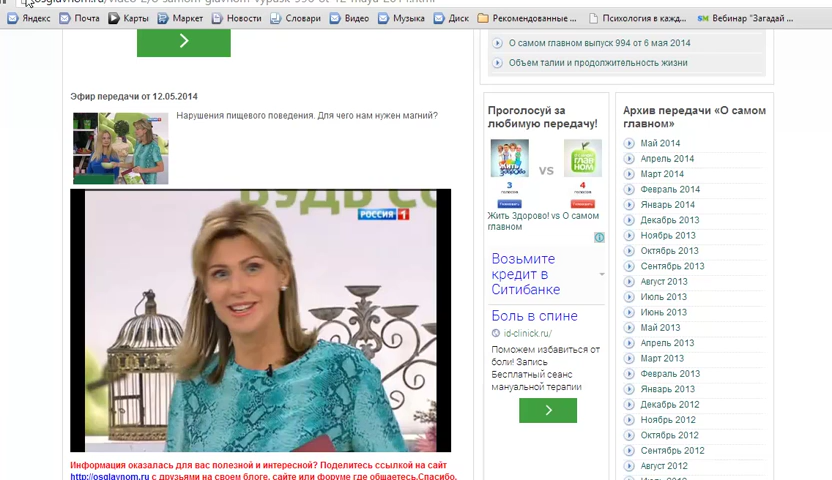 Яндекс Почта Карты Маркет Новости Словари Видео Музыка Диск Рекомендованные ... Психология в кажд... Вебинар "Загадай ...
О самом главном выпуск 994 от 6 мая 2014
Объем талии и продолжительность жизни
Эфир передачи от 12.05.2014
Нарушения пищевого поведения. Для чего нам нужен магний?
БУДЬ
РОССИЯ 1
Информация оказалась для вас полезной и интересной? Поделитесь ссылкой на сайт
http://osglavnom.ru с друзьями на своем блоге, сайте или форуме где общаетесь.Спасибо.
Проголосуй за
любимую передачу!
VS
3
4
Жить Здорово! vs О самом
главном
Возьмите
кредит в
Ситибанке
Боль в спине
id-clinick.ru/
Поможем избавиться от
боли! Запись
Бесплатный сеанс
мануальной терапии
Архив передачи «О самом
главном»
Май 2014
Апрель 2014
Март 2014
Февраль 2014
Январь 2014
Декабрь 2013
Ноябрь 2013
Октябрь 2013
Сентябрь 2013
Август 2013
Июль 2013
Июнь 2013
Май 2013
Апрель 2013
Март 2013
Февраль 2013
Январь 2013
Декабрь 2012
Ноябрь 2012
Октябрь 2012
Сентябрь 2012
Август 2012